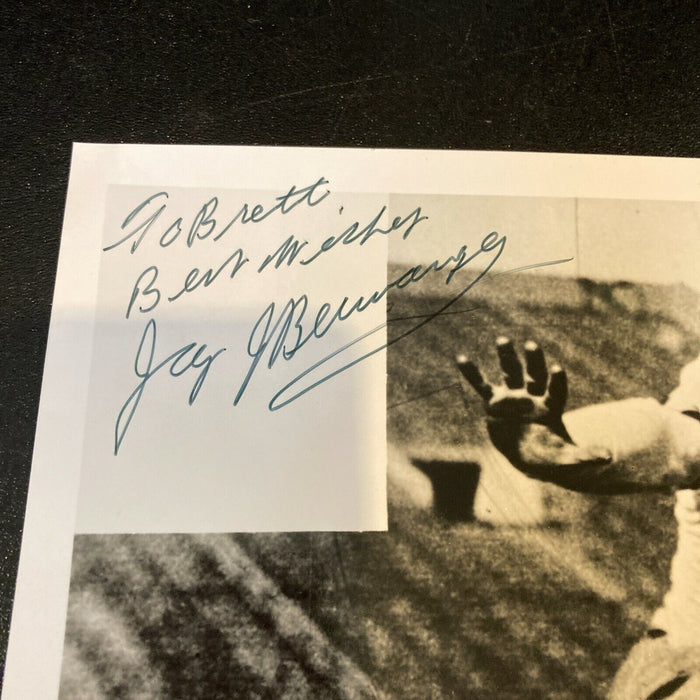 To Brett,
Best Wishes
Jay Berwanger